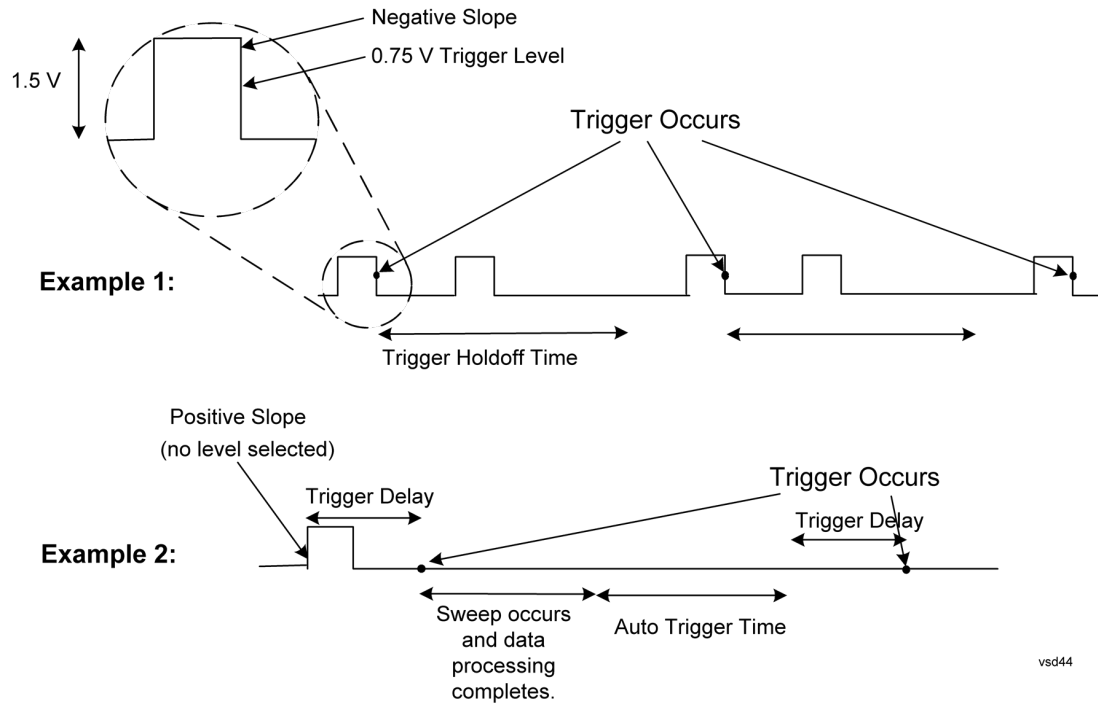 Negative Slope
0.75 V Trigger Level
1.5 V
Trigger Occurs
Example 1:
Trigger Holdoff Time
Positive Slope
(no level selected)
Trigger Delay
Trigger Occurs
Trigger Delay
Example 2:
Sweep occurs
and data
processing
completes.
Auto Trigger Time
vsd44